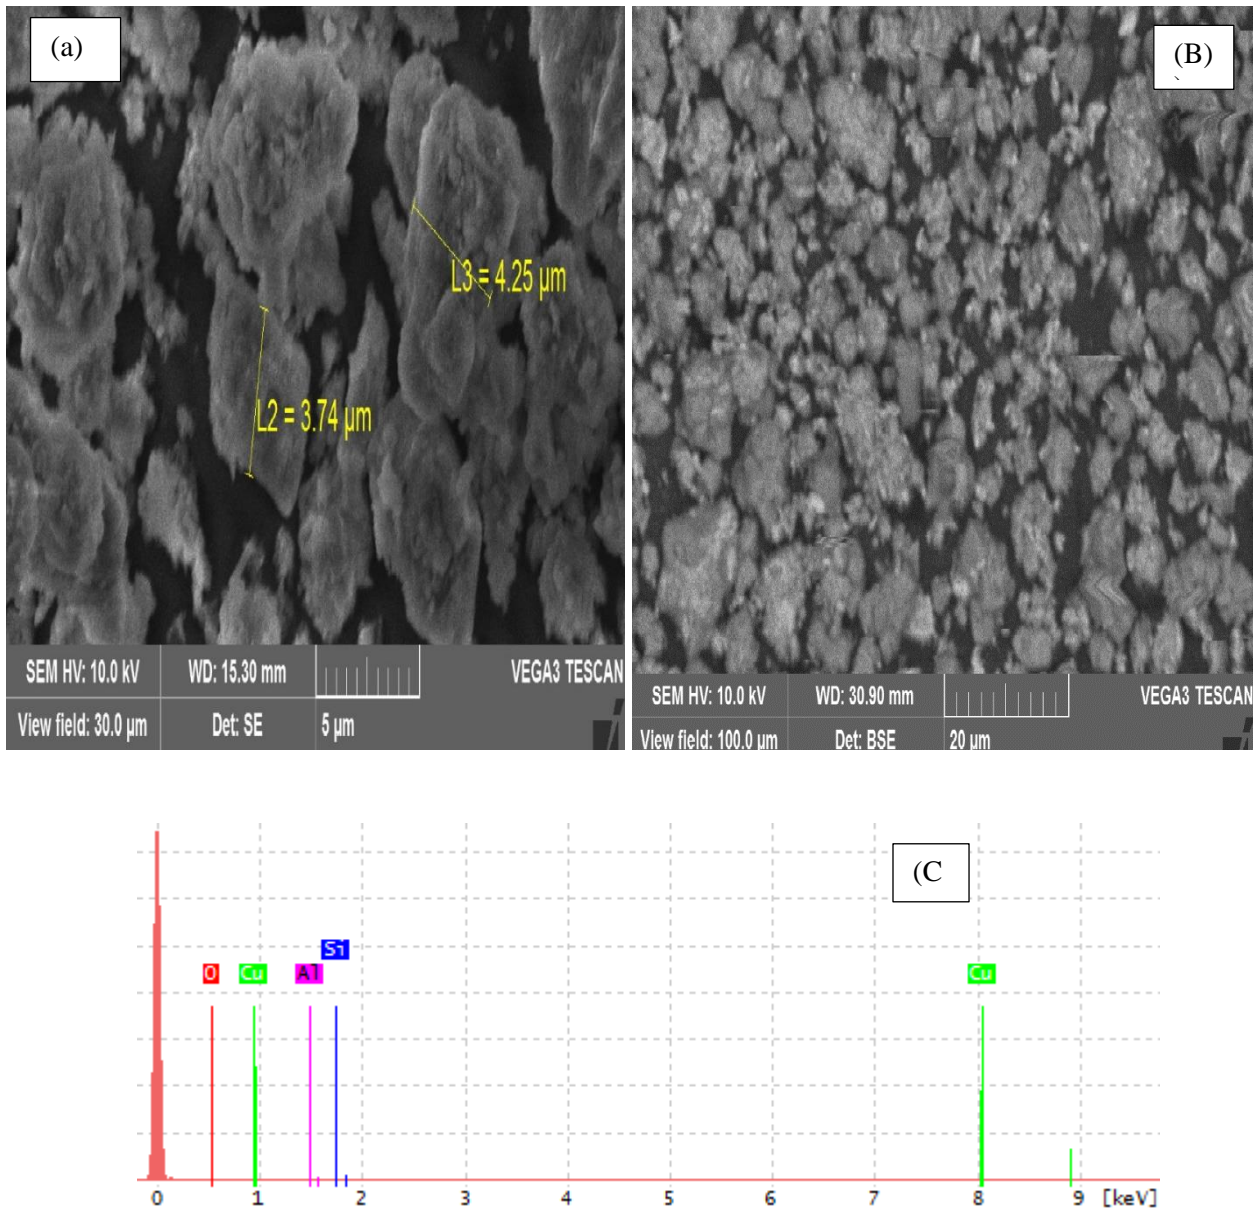 (a)
L3 = 4.25 µm
L2 = 3.74 µm
SEM HV: 10.0 kV
WD: 15.30 mm
VEGA3 TESCAN
View field: 30.0 µm
Det: SE
5 µm
(B)
SEM HV: 10.0 kV
WD: 30.90 mm
VEGA3 TESCAN
View field: 100.0 µm
Det: BSE
20 µm
(C
Si
O
Cu
Al
Cu
0 1 2 3 4 5 6 7 8 9 [keV]